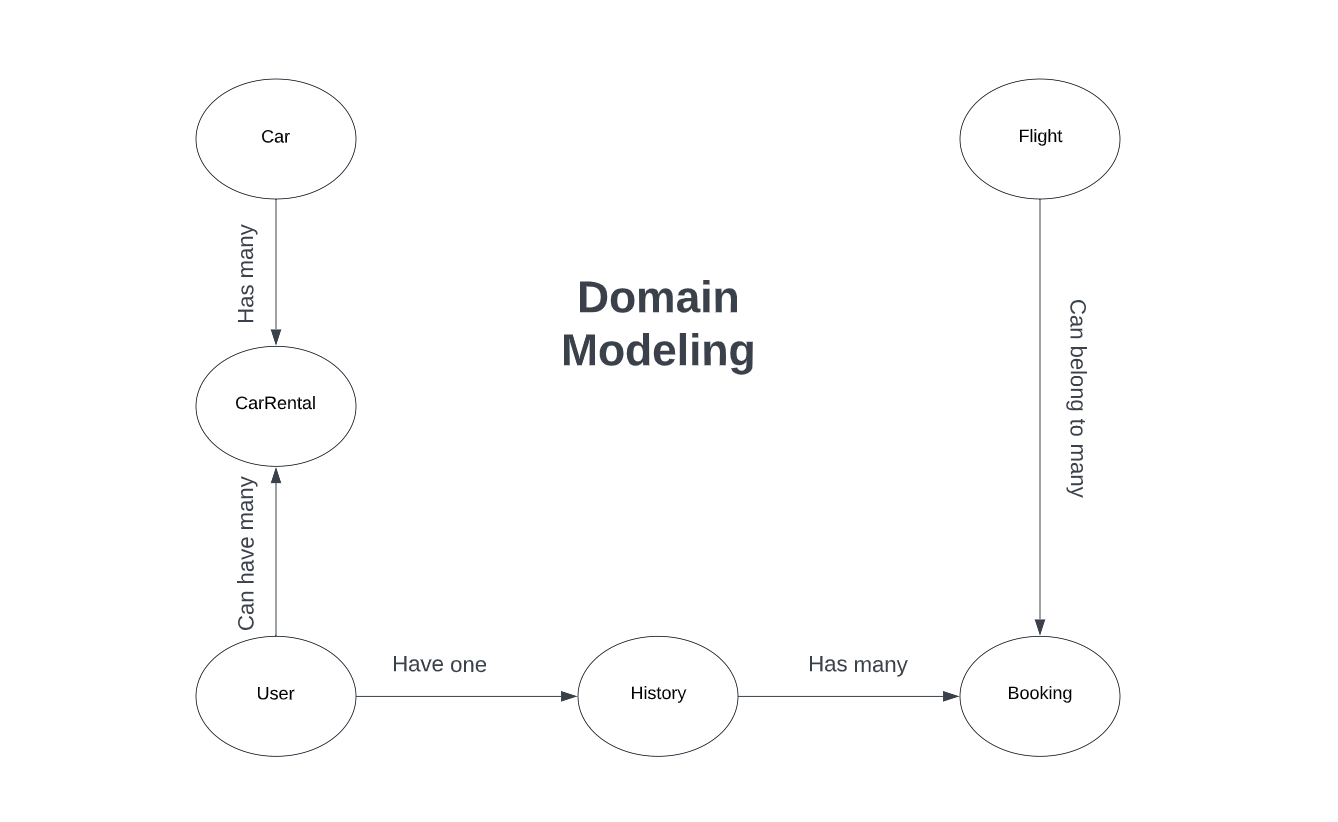 Car
Flight
Has many
Domain
Modeling
Can belong to many
CarRental
Can have many
User
Have one
History
Has many
Booking